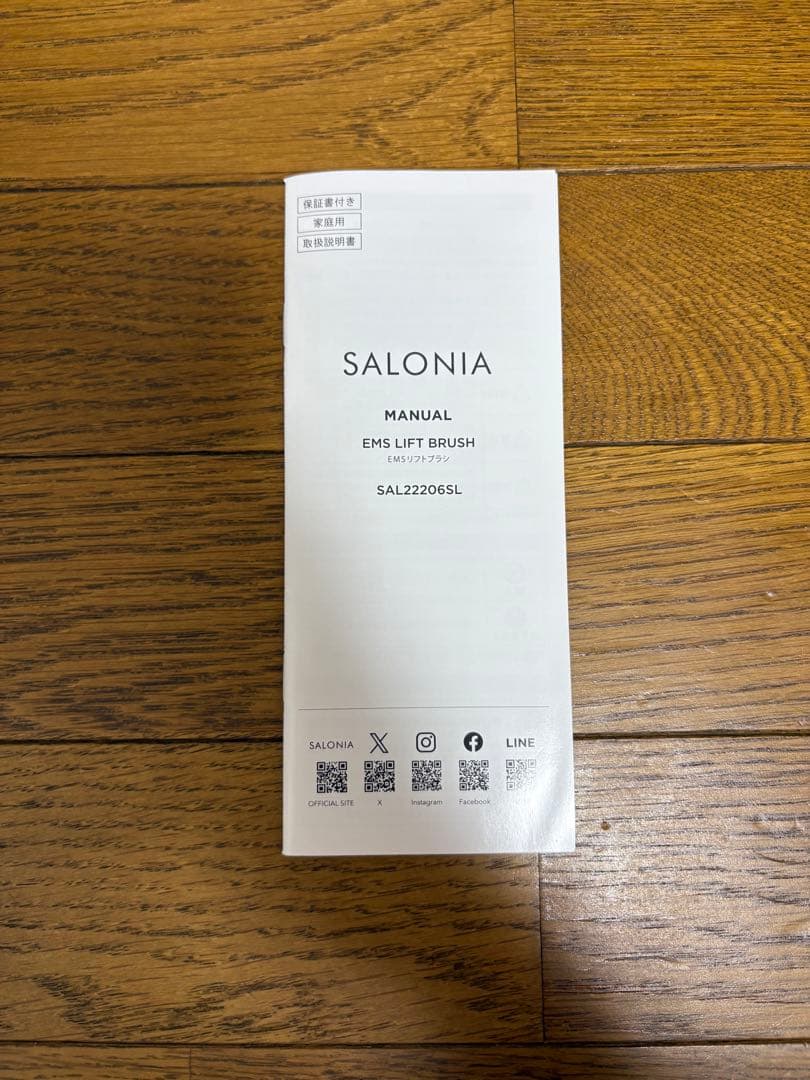 保証書付き
家庭用
取扱説明書
SALONIA
MANUAL
EMS LIFT BRUSH
EMSリフトブラシ
SAL22206SL
SALONIA
LINE
OFFICIAL SITE
X
Instagram
Facebook